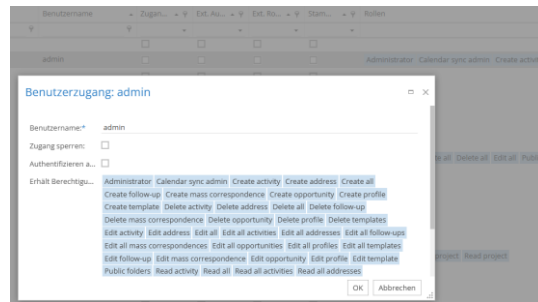 Benutzername Zugan... Ext. Au... Ext. Au... Stam... Rollen
admin Administrator Calendar sync admin Create activi
Benutzerzugang: admin
Benutzername:* admin
Zugang sperren:
Authentifizieren a...
Erhält Berechtigu... Administrator Calendar sync admin Create activity Create address Create all
Create follow-up Create mass correspondence Create opportunity Create profile
Create template Delete activity Delete address Delete all Delete follow-up
Delete mass correspondence Delete opportunity Delete profile Delete templates
Edit activity Edit address Edit all Edit all activities Edit all addresses Edit all follow-ups
Edit all mass correspondences Edit all opportunities Edit all profiles Edit all templates
Edit follow-up Edit mass correspondence Edit opportunity Edit profile Edit template
Public folders Read activity Read all Read all activities Read all addresses
te all Delete all Edit all Publi
project Read project
OK Abbrechen